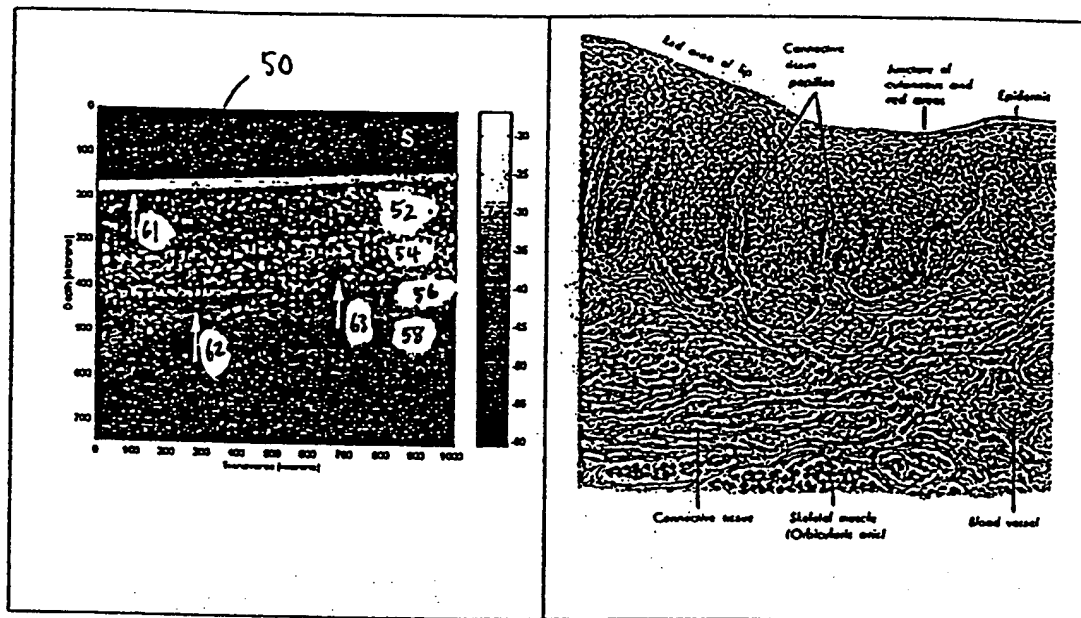 50
0
100
200
300
400
500
600
700
S
52
54
56
58
61
62
63
0 100 200 300 400 500 600 700 800 900 1000
Transverse [microns]
Depth [microns]
-25
-30
-35
-40
-45
-50
-55
-60
Red area of lip
Connective
tissue
papillae
Juncture of
cutaneous and
red areas
Epidermis
Connective tissue
Skeletal muscle
(Orbicularis oris)
Blood vessel